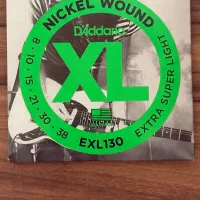 NICKEL WOUND
D'Addario
XL
8 · 10 · 15 · 21 · 30 · 38
EXL130
EXTRA SUPER LIGHT